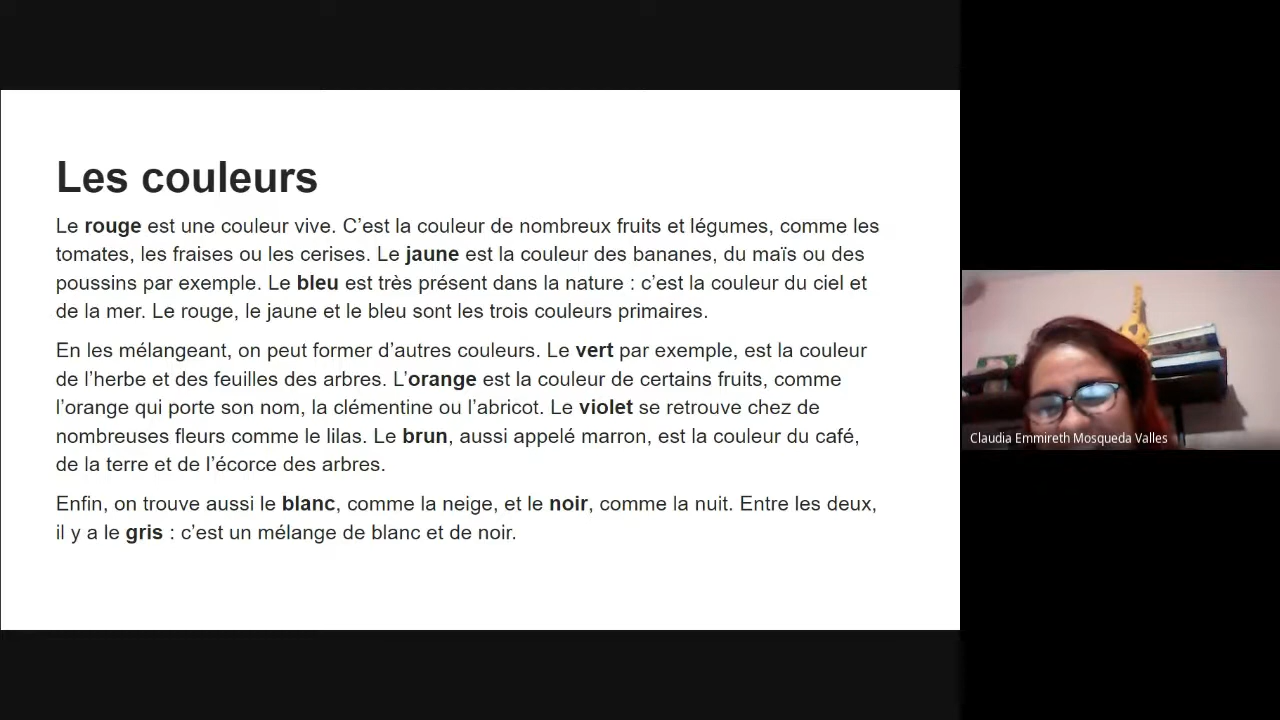 Les couleurs
Le rouge est une couleur vive. C’est la couleur de nombreux fruits et légumes, comme les
tomates, les fraises ou les cerises. Le jaune est la couleur des bananes, du maïs ou des
poussins par exemple. Le bleu est très présent dans la nature : c’est la couleur du ciel et
de la mer. Le rouge, le jaune et le bleu sont les trois couleurs primaires.
En les mélangeant, on peut former d’autres couleurs. Le vert par exemple, est la couleur
de l’herbe et des feuilles des arbres. L’orange est la couleur de certains fruits, comme
l’orange qui porte son nom, la clémentine ou l’abricot. Le violet se retrouve chez de
nombreuses fleurs comme le lilas. Le brun, aussi appelé marron, est la couleur du café,
de la terre et de l’écorce des arbres.
Enfin, on trouve aussi le blanc, comme la neige, et le noir, comme la nuit. Entre les deux,
il y a le gris : c’est un mélange de blanc et de noir.
Claudia Emmireth Mosqueda Valles